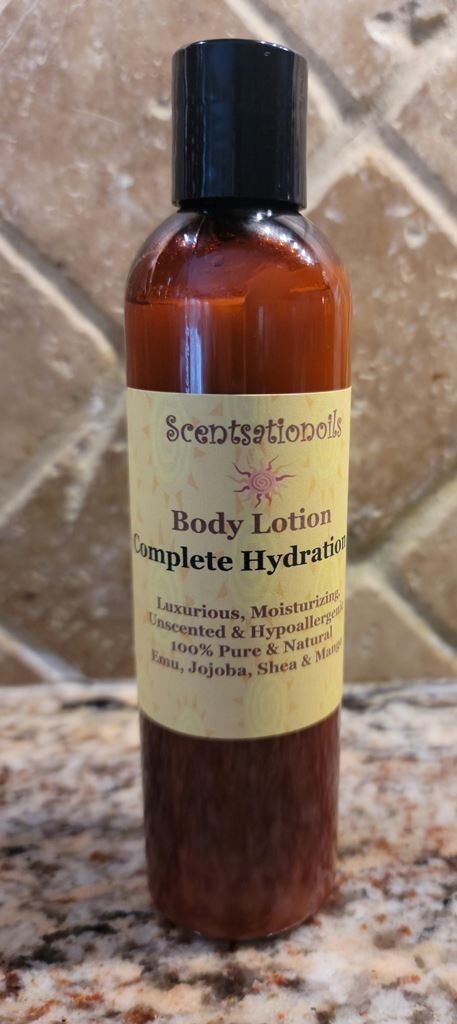 Scentsationoils
Body Lotion
Complete Hydration
Luxurious, Moisturizing,
Unscented & Hypoallergenic
100% Pure & Natural
Emu, Jojoba, Shea & Mango